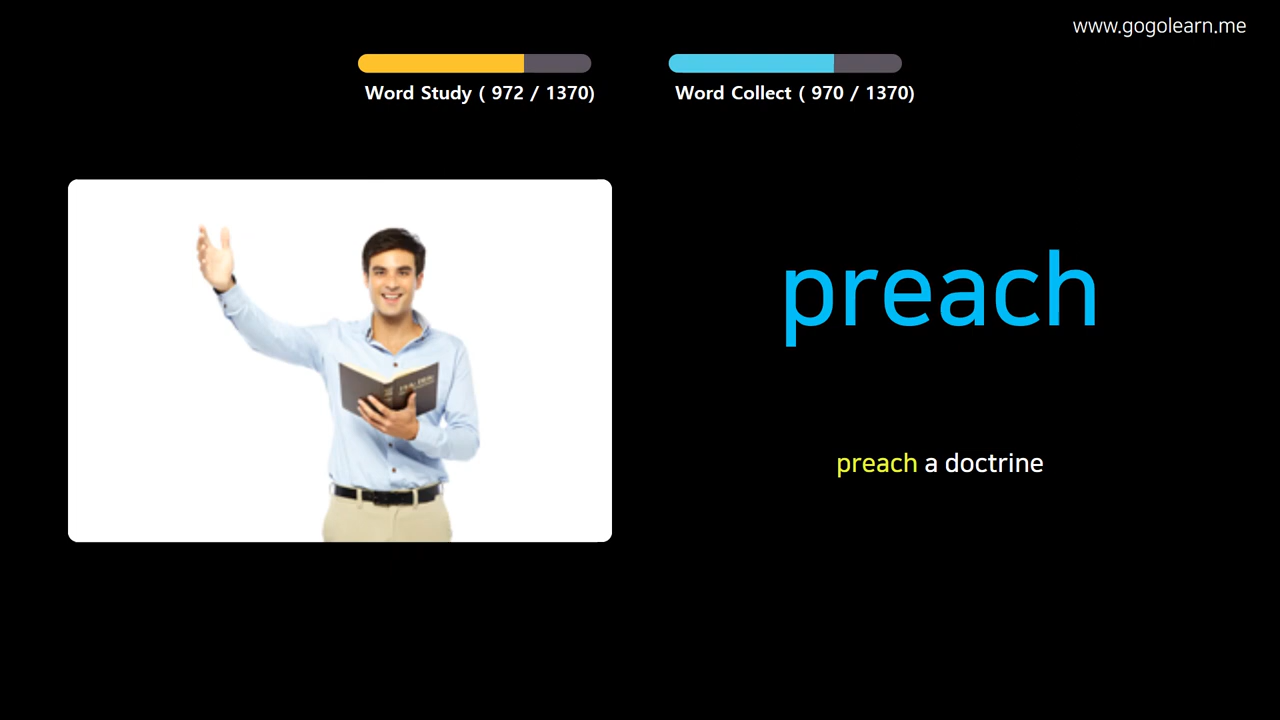 www.gogolearn.me
Word Study ( 972 / 1370)
Word Collect ( 970 / 1370)
preach
preach a doctrine